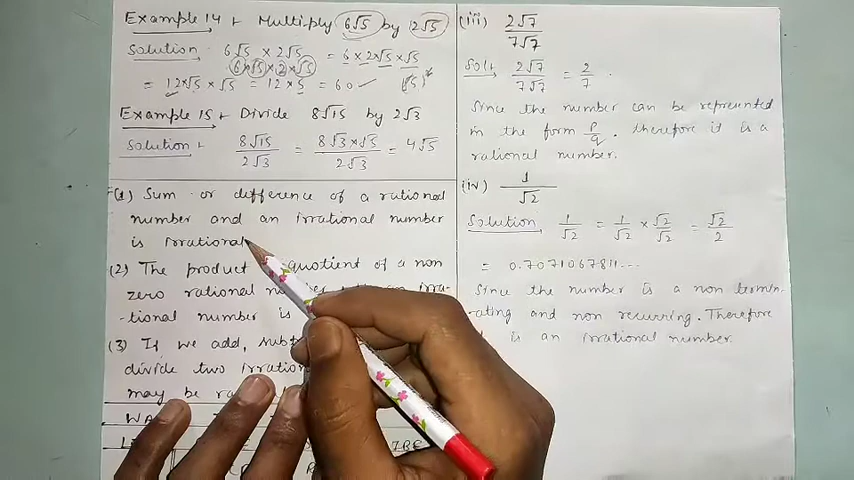 Example 14 + Multiply 6√5 by 2√5
Solution - 6√5 × 2√5 = 6 × 2√5 × √5
6 × √5 × 2 × √5
= 12 × √5 × √5 = 12 × 5 = 60
Example 15 + Divide 8√15 by 2√3
Solution + 8√15 / 2√3 = 8√3 × √5 / 2√3 = 4√5
(1) Sum or difference of a rational
number and an irrational number
is irrational
(2) The product quotient of a non
zero rational
-tional number is
(3) If we add,
divide two
may be
(iii) 2√7 / 7√7
Sol+ 2√7 / 7√7 = 2/7 .
Since the number can be represented
in the form p/q. Therefore it is a
rational number.
(iv) 1 / √2
Solution 1/√2 = 1/√2 × √2/√2 = √2/2
= 0.7071067811...
Since the number is a non termin-
ating and non recurring. Therefore
is an irrational number.